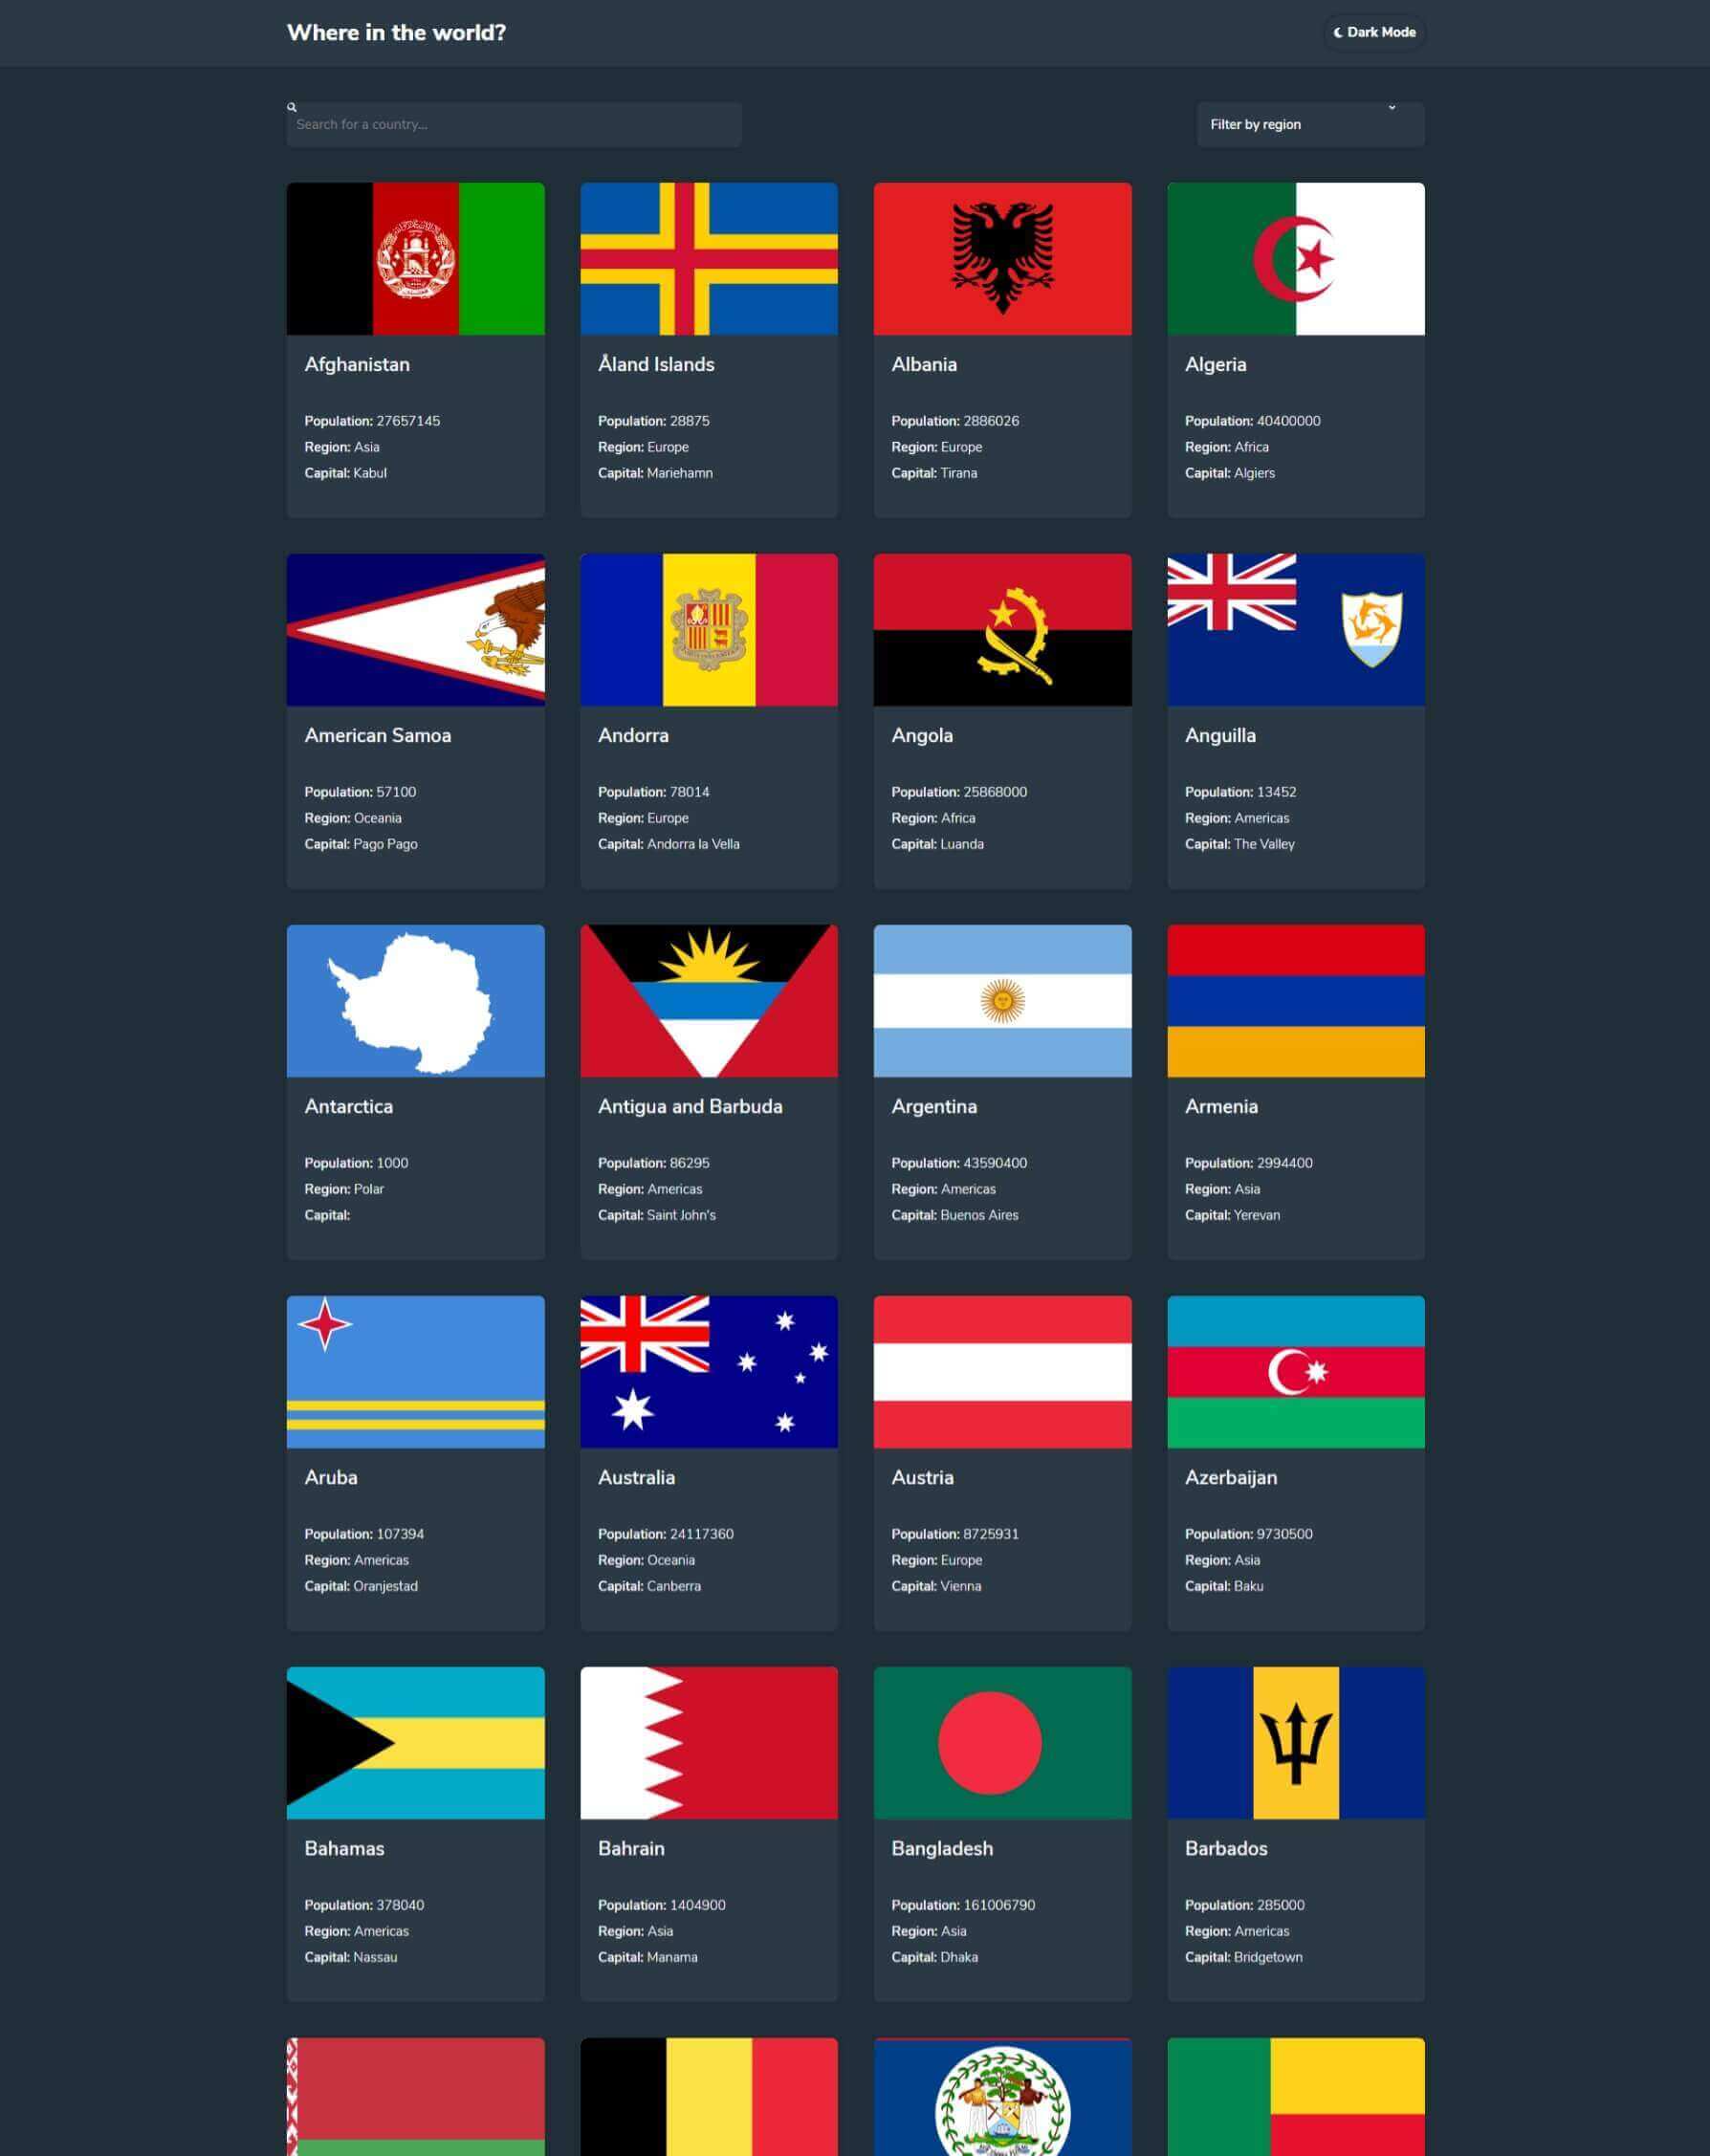 Where in the world?
Dark Mode
Search for a country...
Filter by region
Afghanistan
Population: 27657145
Region: Asia
Capital: Kabul
Åland Islands
Population: 28875
Region: Europe
Capital: Mariehamn
Albania
Population: 2886026
Region: Europe
Capital: Tirana
Algeria
Population: 40400000
Region: Africa
Capital: Algiers
American Samoa
Population: 57100
Region: Oceania
Capital: Pago Pago
Andorra
Population: 78014
Region: Europe
Capital: Andorra la Vella
Angola
Population: 25868000
Region: Africa
Capital: Luanda
Anguilla
Population: 13452
Region: Americas
Capital: The Valley
Antarctica
Population: 1000
Region: Polar
Capital:
Antigua and Barbuda
Population: 86295
Region: Americas
Capital: Saint John's
Argentina
Population: 43590400
Region: Americas
Capital: Buenos Aires
Armenia
Population: 2994400
Region: Asia
Capital: Yerevan
Aruba
Population: 107394
Region: Americas
Capital: Oranjestad
Australia
Population: 24117360
Region: Oceania
Capital: Canberra
Austria
Population: 8725931
Region: Europe
Capital: Vienna
Azerbaijan
Population: 9730500
Region: Asia
Capital: Baku
Bahamas
Population: 378040
Region: Americas
Capital: Nassau
Bahrain
Population: 1404900
Region: Asia
Capital: Manama
Bangladesh
Population: 161006790
Region: Asia
Capital: Dhaka
Barbados
Population: 285000
Region: Americas
Capital: Bridgetown